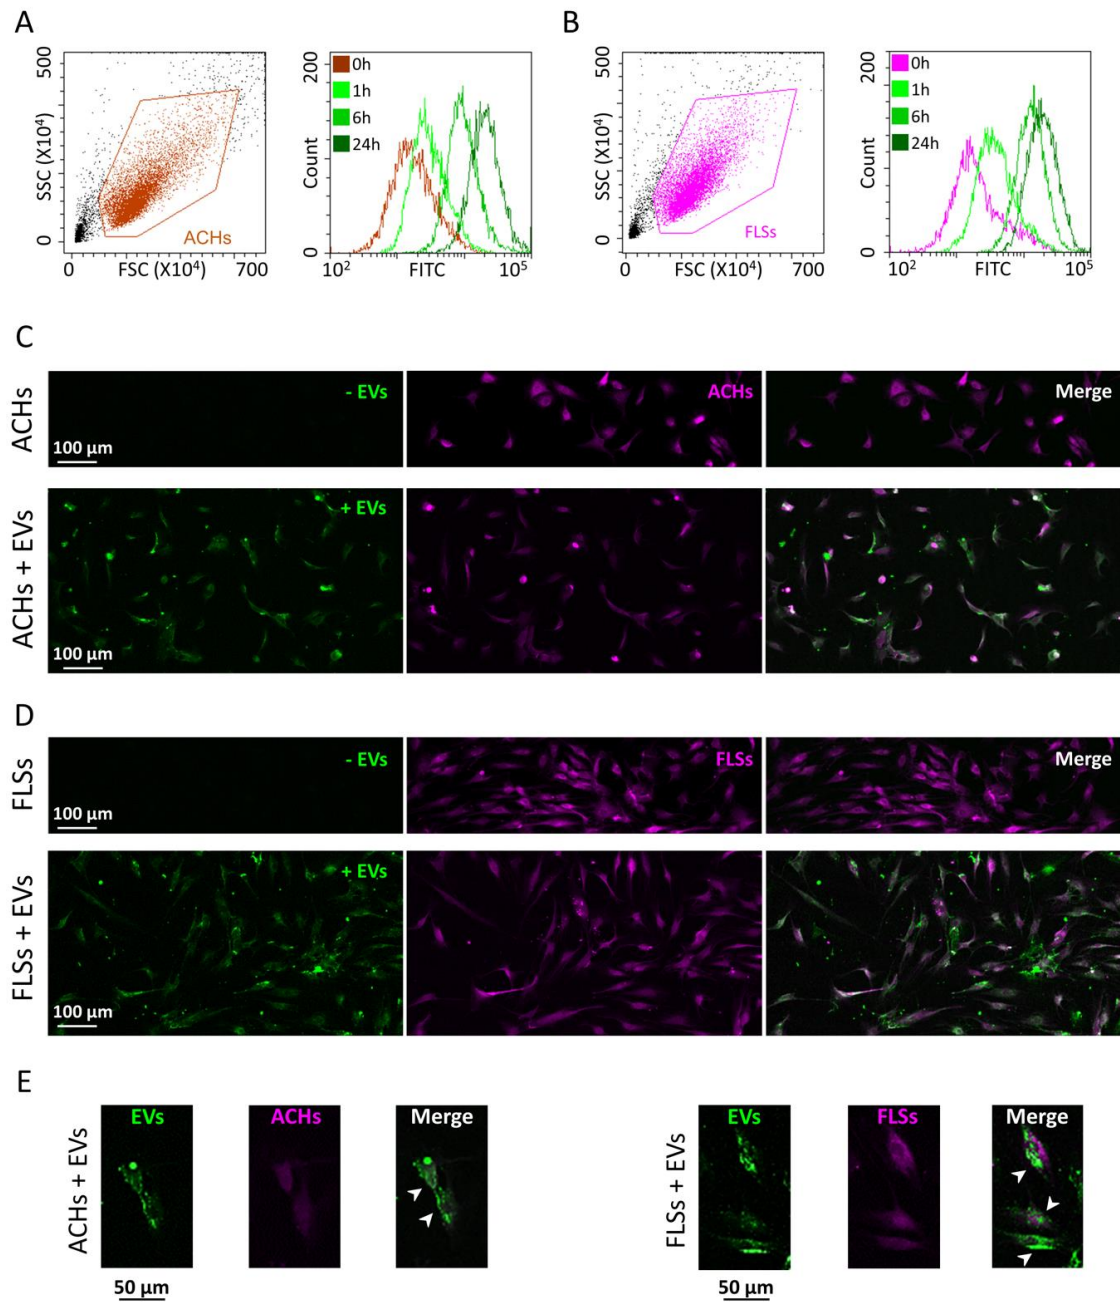 A
B
500
SSC (X10⁴)
0
ACHs
0
FSC (X10⁴)
700
200
Count
0
0h
1h
6h
24h
10²
FITC
10⁵
500
SSC (X10⁴)
0
FLSs
0
FSC (X10⁴)
700
200
Count
0
0h
1h
6h
24h
10²
FITC
10⁵
C
ACHs
- EVs
100 µm
ACHs
Merge
ACHs + EVs
+ EVs
100 µm
D
FLSs
- EVs
100 µm
FLSs
Merge
FLSs + EVs
+ EVs
100 µm
E
ACHs + EVs
EVs
ACHs
Merge
50 µm
FLSs + EVs
EVs
FLSs
Merge
50 µm